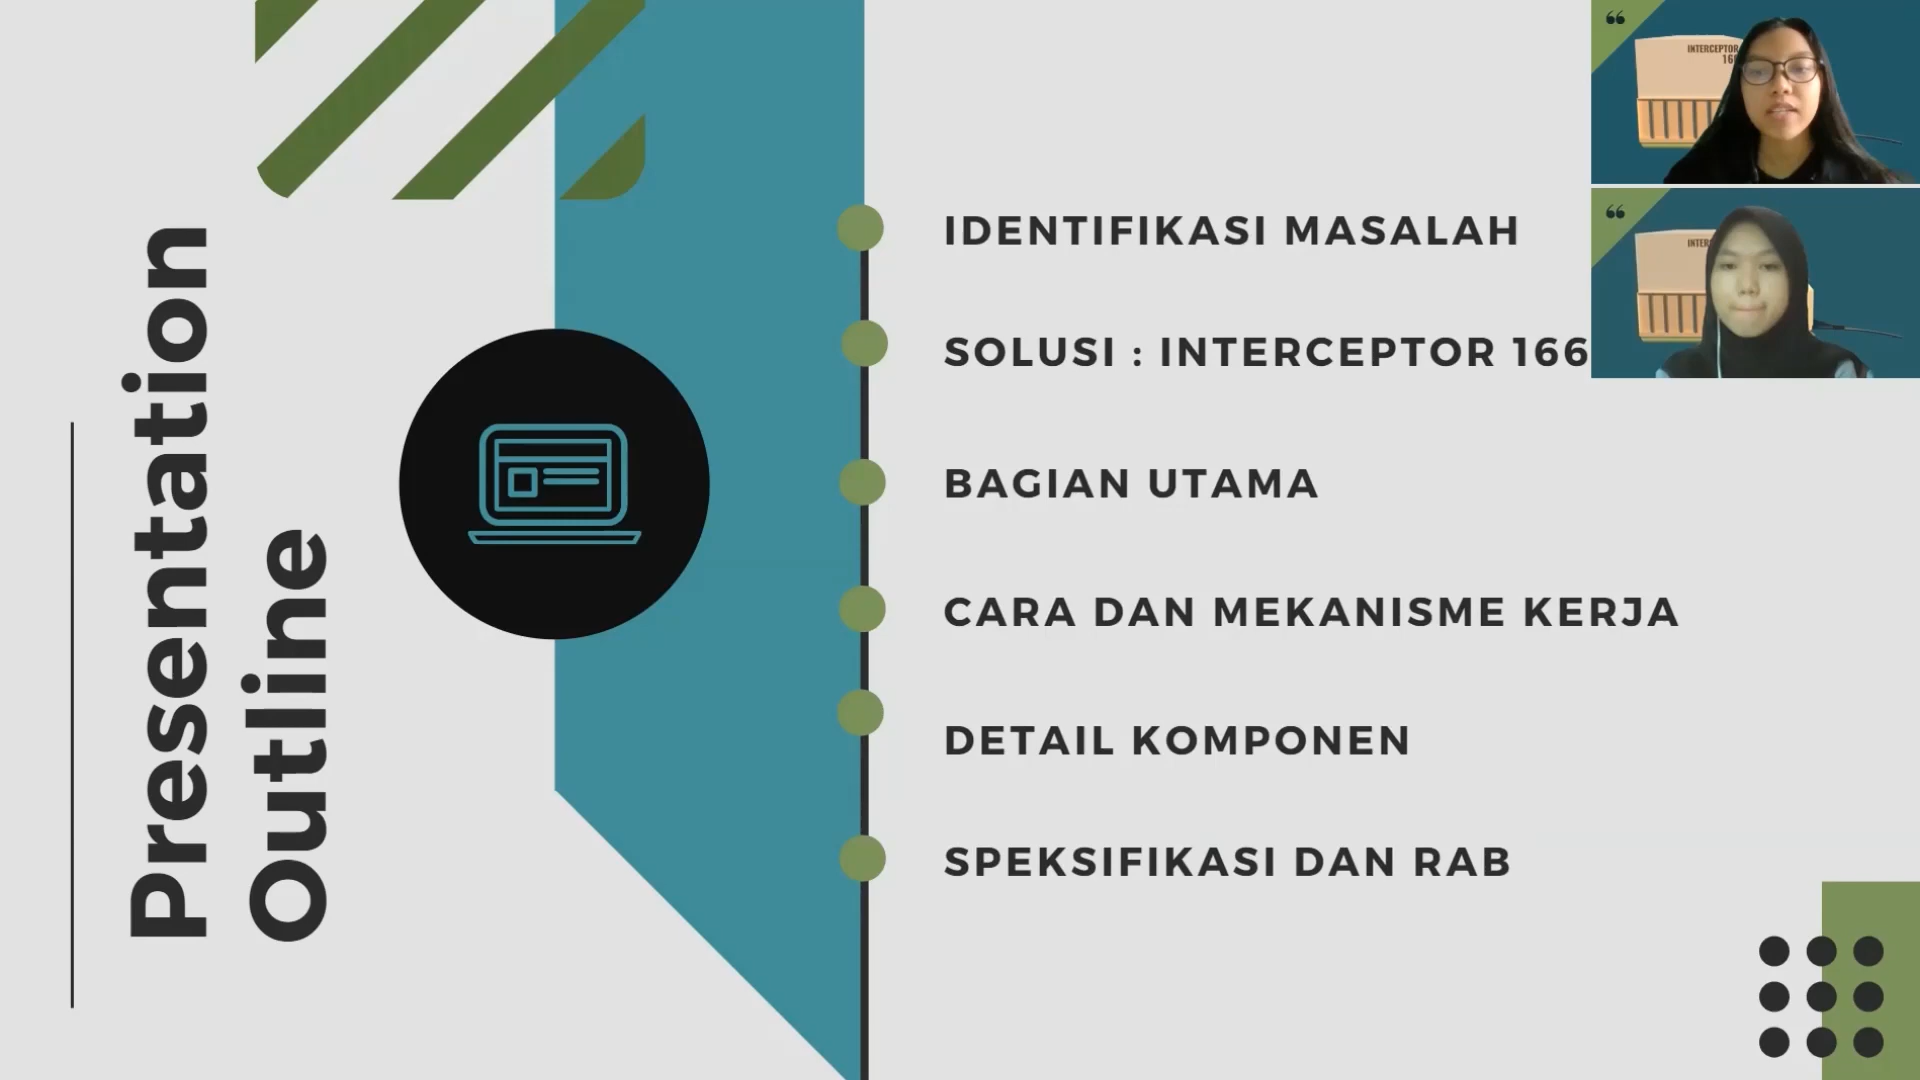 Presentation
Outline
IDENTIFIKASI MASALAH
SOLUSI : INTERCEPTOR 166
BAGIAN UTAMA
CARA DAN MEKANISME KERJA
DETAIL KOMPONEN
SPEKSIFIKASI DAN RAB
“
INTERCEPTOR
“